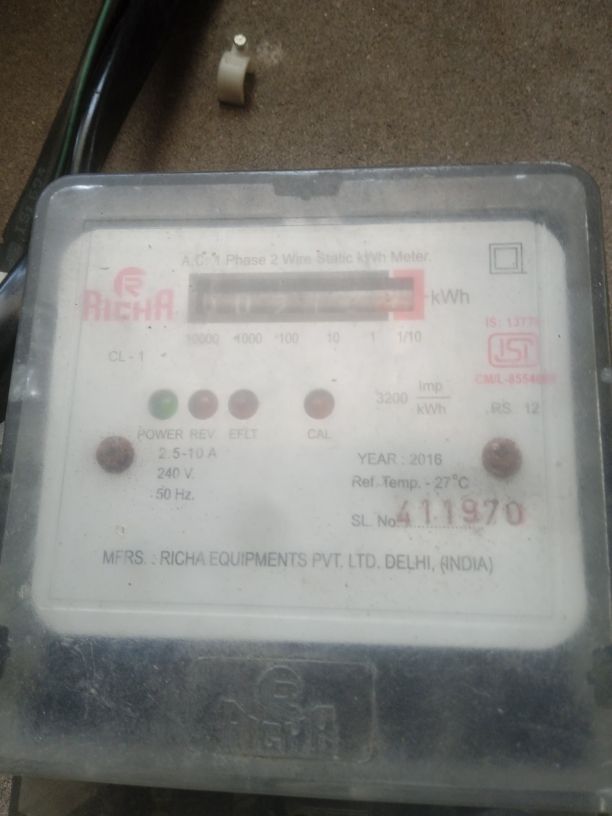 A.C. 1 Phase 2 Wire Static kWh Meter.
RICHA
kWh
10000 1000 100 10 1 1/10
CL - 1
3200 Imp/kWh
RS. 12
POWER REV. EFLT CAL
2.5-10 A
240 V.
50 Hz.
YEAR : 2016
Ref. Temp. - 27°C
SL. No. 411970
MFRS. : RICHA EQUIPMENTS PVT. LTD. DELHI, (INDIA)
RICHA